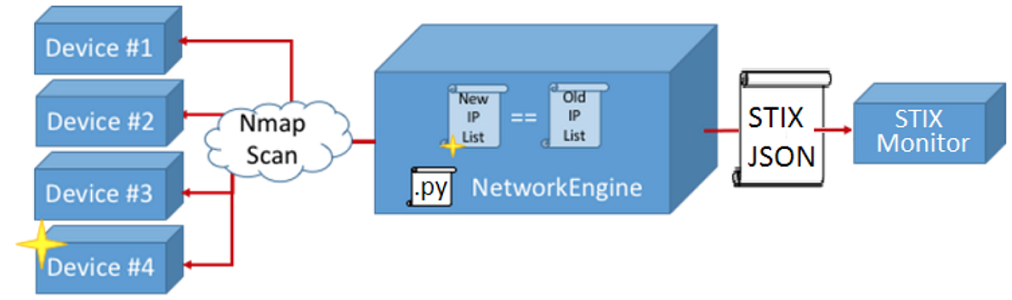 Device #1
Device #2
Device #3
Device #4
Nmap
Scan
New
IP
List
==
Old
IP
List
.py
NetworkEngine
STIX
JSON
STIX
Monitor